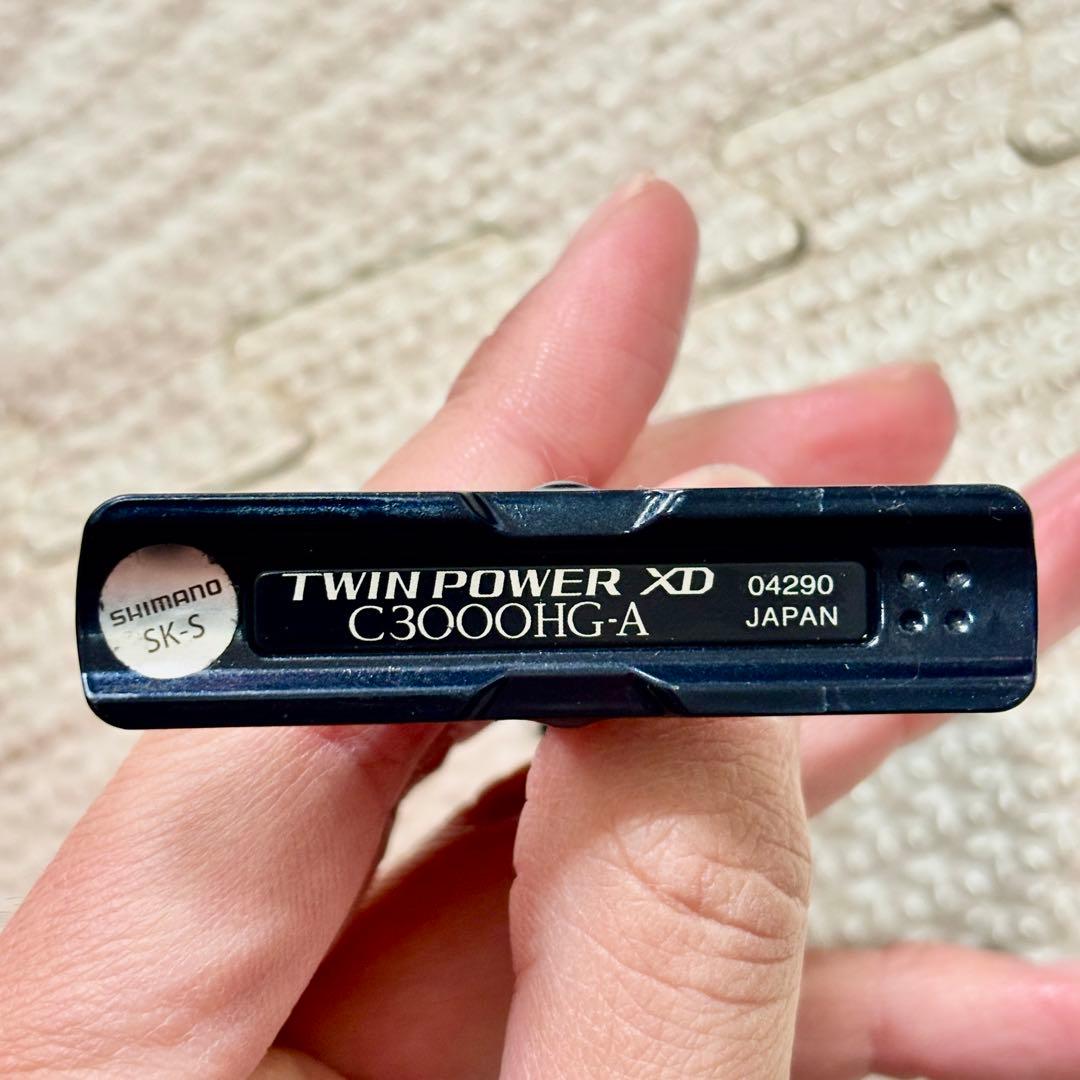 SHIMANO
SK-S
TWIN POWER XD
C3000HG-A
04290
JAPAN